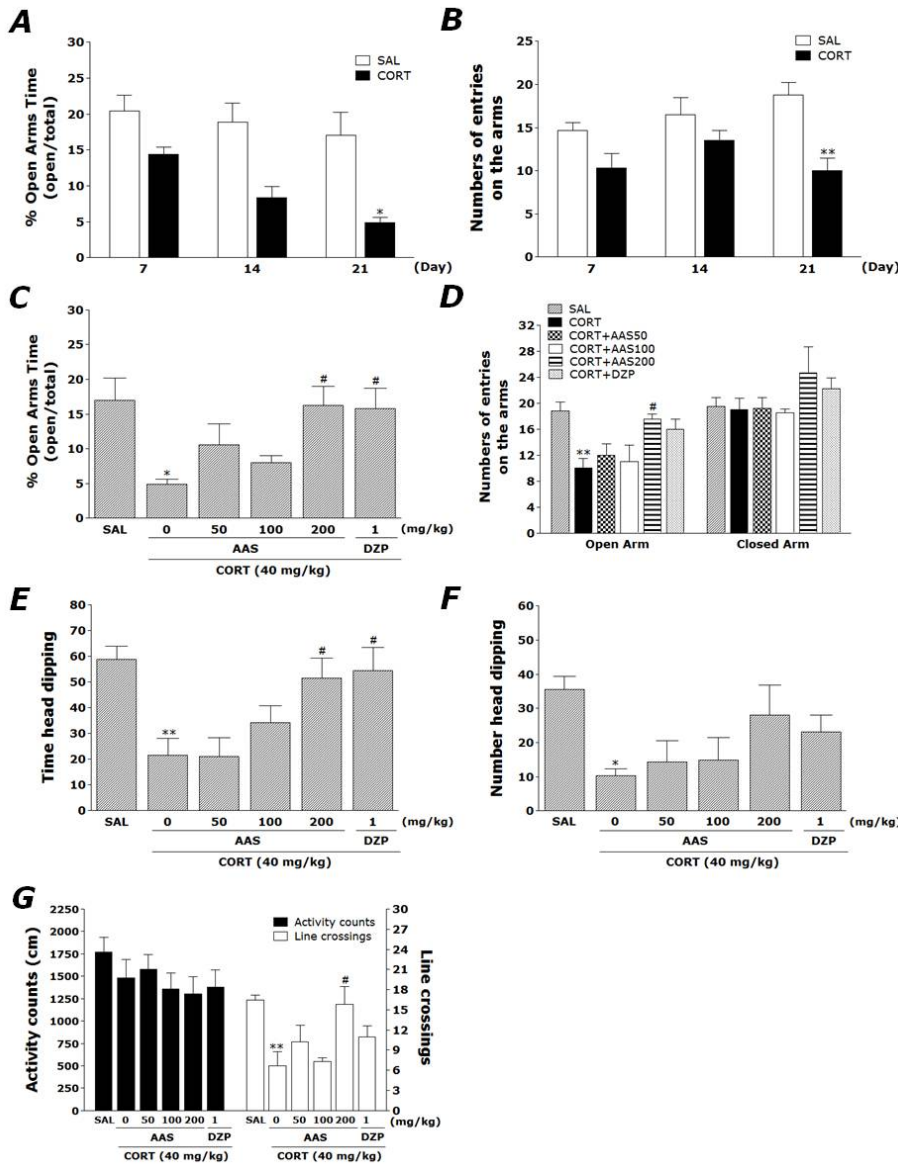 A
% Open Arms Time
(open/total)
30
25
20
15
10
5
0
SAL
CORT
7 14 21 (Day)
B
Numbers of entries
on the arms
25
20
15
10
5
0
SAL
CORT
**
7 14 21 (Day)
*
C
% Open Arms Time
(open/total)
30
25
20
15
10
5
0
*
# #
SAL 0 50 100 200 1 (mg/kg)
AAS DZP
CORT (40 mg/kg)
D
Numbers of entries
on the arms
32
28
24
20
16
12
8
4
0
SAL
CORT
CORT+AAS50
CORT+AAS100
CORT+AAS200
CORT+DZP
**
#
Open Arm Closed Arm
E
Time head dipping
80
70
60
50
40
30
20
10
0
**
# #
SAL 0 50 100 200 1 (mg/kg)
AAS DZP
CORT (40 mg/kg)
F
Number head dipping
60
50
40
30
20
10
0
*
SAL 0 50 100 200 1 (mg/kg)
AAS DZP
CORT (40 mg/kg)
G
Activity counts (cm)
2250
2000
1750
1500
1250
1000
750
500
250
0
Activity counts
Line crossings
**
#
30
27
24
21
18
15
12
9
6
3
0
Line crossings
SAL 0 50 100 200 1 SAL 0 50 100 200 1 (mg/kg)
AAS DZP AAS DZP
CORT (40 mg/kg) CORT (40 mg/kg)